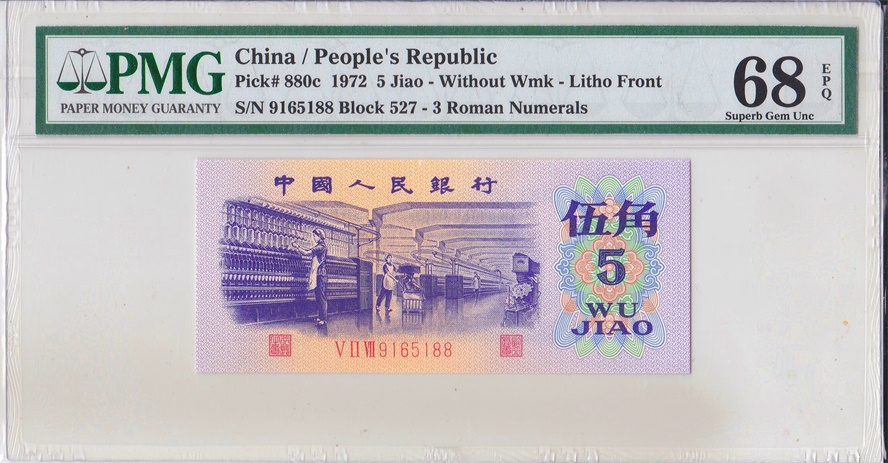 PMG
PAPER MONEY GUARANTY
China / People's Republic
Pick# 880c 1972 5 Jiao - Without Wmk - Litho Front
S/N 9165188 Block 527 - 3 Roman Numerals
68
EPQ
Superb Gem Unc
中國人民銀行
伍角
5
WU
JIAO
V II VII 9165188